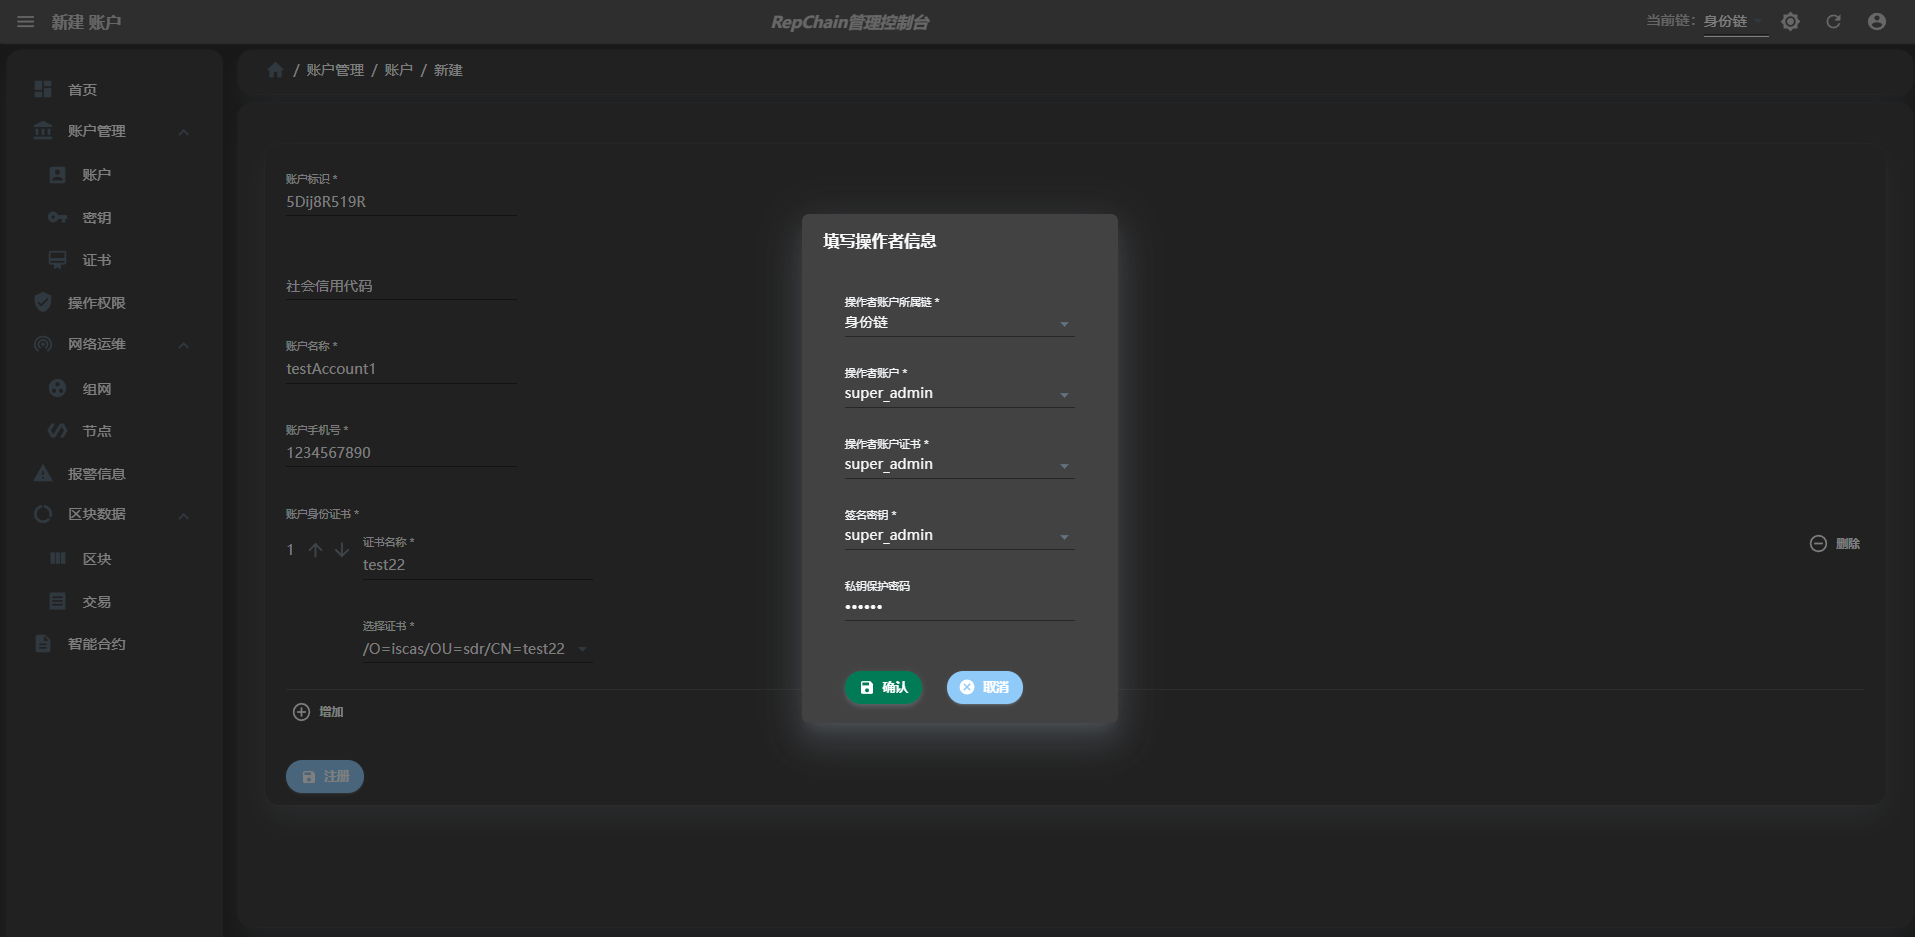 新建 账户
RepChain管理控制台
当前链: 身份链
首页
账户管理
账户
密钥
证书
操作权限
网络运维
组网
节点
报警信息
区块数据
区块
交易
智能合约
/ 账户管理 / 账户 / 新建
账户标识 *
5Dij8R519R
社会信用代码
账户名称 *
testAccount1
账户手机号 *
1234567890
账户身份证书 *
1
证书名称 *
test22
删除
选择证书 *
/O=iscas/OU=sdr/CN=test22
增加
注册
填写操作者信息
操作者账户所属链 *
身份链
操作者账户 *
super_admin
操作者账户证书 *
super_admin
签名密钥 *
super_admin
私钥保护密码
••••••
确认
取消